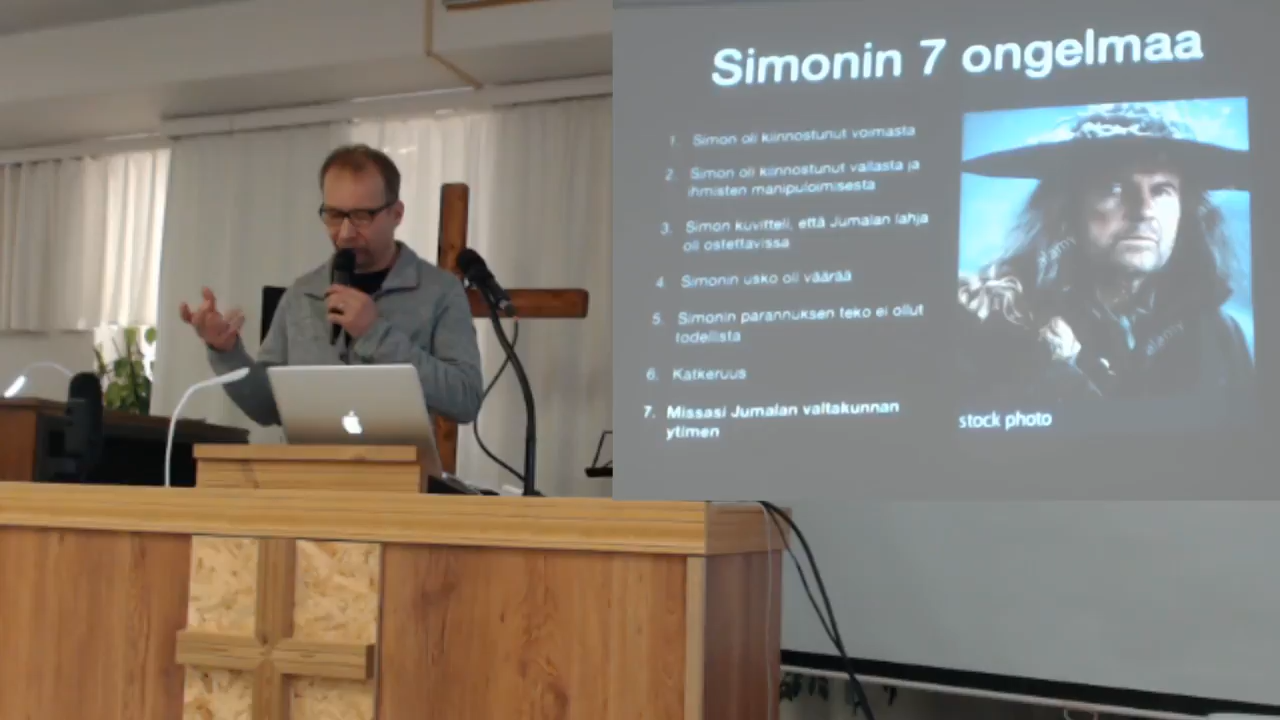 Simonin 7 ongelmaa
1. Simon oli kiinnostunut voimasta
2. Simon oli kiinnostunut vallasta ja
ihmisten manipuloimisesta
3. Simon kuvitteli, että Jumalan lahja
oli ostettavissa
4. Simonin usko oli väärää
5. Simonin parannuksen teko ei ollut
todellista
6. Katkeruus
7. Missasi Jumalan valtakunnan
ytimen
alamy
alamy
stock photo